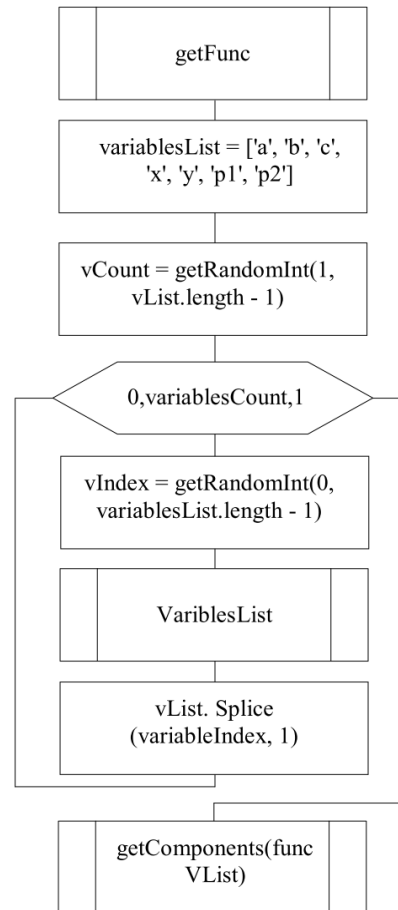 getFunc
variablesList = ['a', 'b', 'c',
'x', 'y', 'p1', 'p2']
vCount = getRandomInt(1,
vList.length - 1)
0,variablesCount,1
vIndex = getRandomInt(0,
variablesList.length - 1)
VariblesList
vList. Splice
(variableIndex, 1)
getComponents(func
VList)